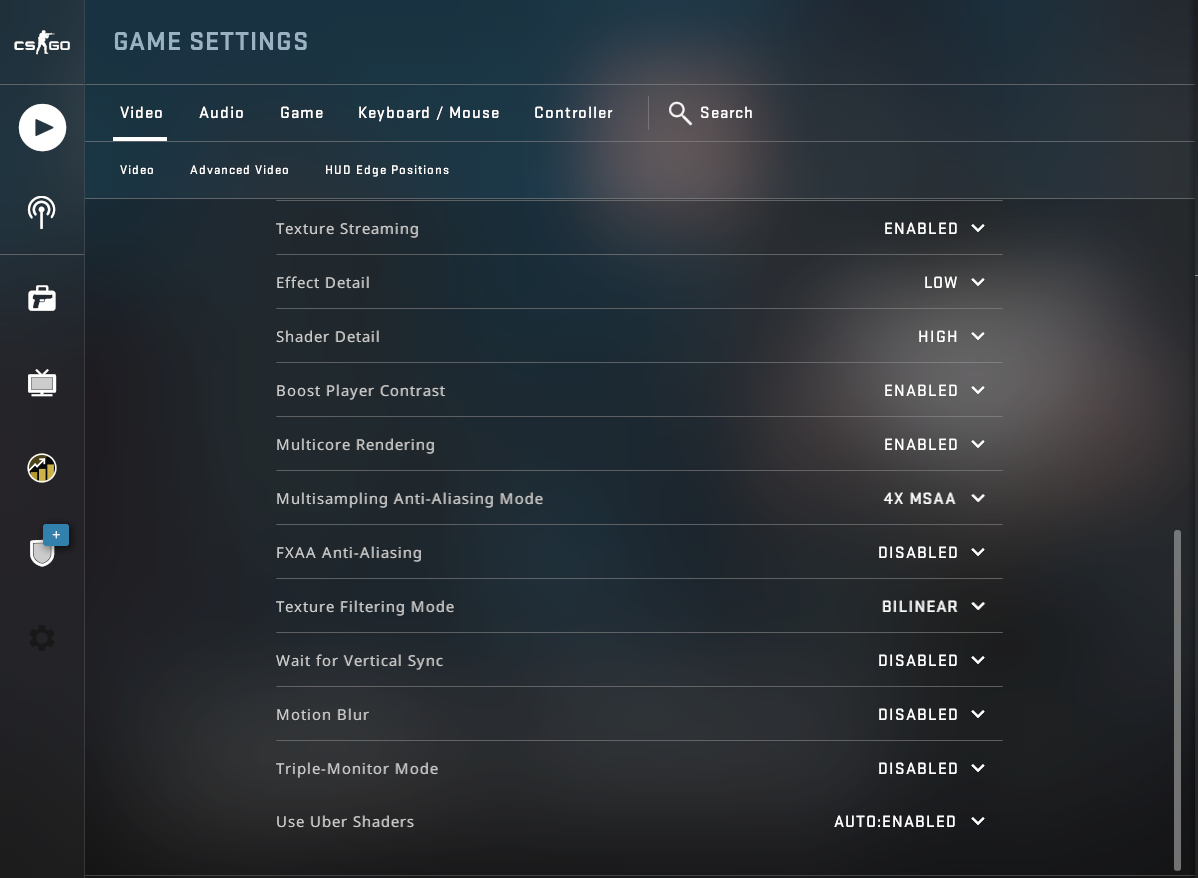 CS GO
GAME SETTINGS
Video Audio Game Keyboard / Mouse Controller Search
Video Advanced Video HUD Edge Positions
Texture Streaming ENABLED
Effect Detail LOW
Shader Detail HIGH
Boost Player Contrast ENABLED
Multicore Rendering ENABLED
Multisampling Anti-Aliasing Mode 4X MSAA
+
FXAA Anti-Aliasing DISABLED
Texture Filtering Mode BILINEAR
Wait for Vertical Sync DISABLED
Motion Blur DISABLED
Triple-Monitor Mode DISABLED
Use Uber Shaders AUTO:ENABLED